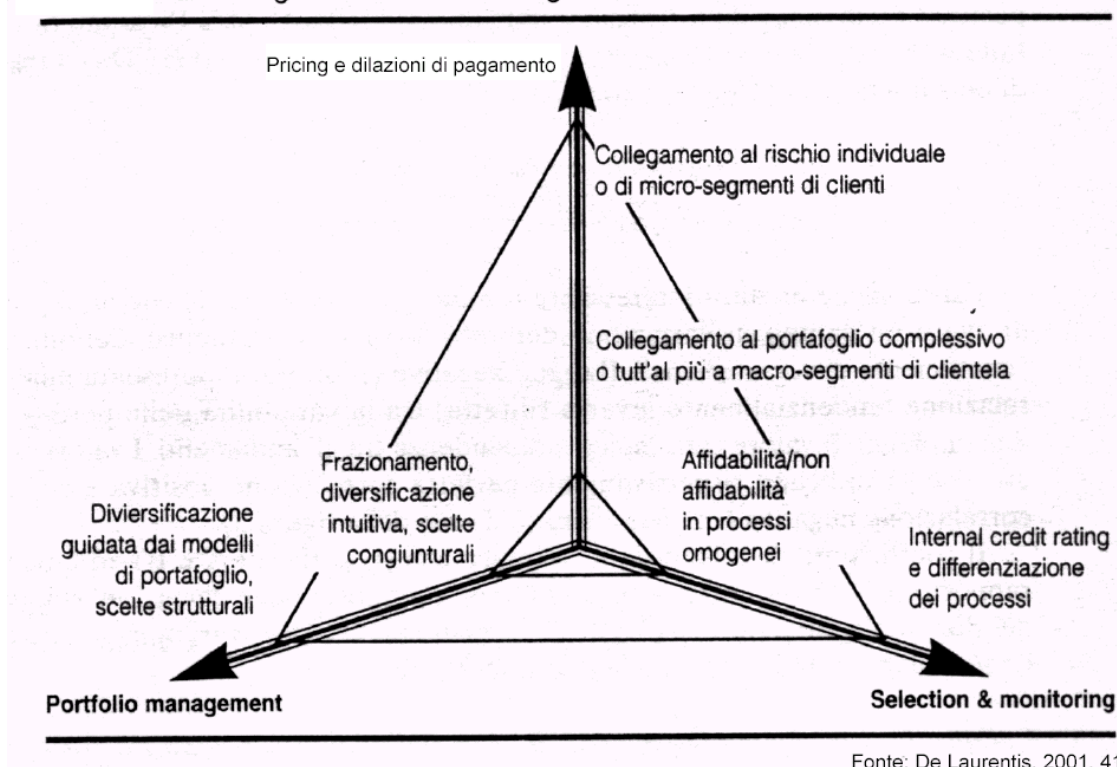 Pricing e dilazioni di pagamento
Collegamento al rischio individuale
o di micro-segmenti di clienti
Collegamento al portafoglio complessivo
o tutt'al più a macro-segmenti di clientela
Frazionamento,
diversificazione
intuitiva, scelte
congiunturali
Affidabilità/non
affidabilità
in processi
omogenei
Diviersificazione
guidata dai modelli
di portafoglio,
scelte strutturali
Internal credit rating
e differenziazione
dei processi
Portfolio management
Selection & monitoring
Fonte: De Laurentis, 2001, 41